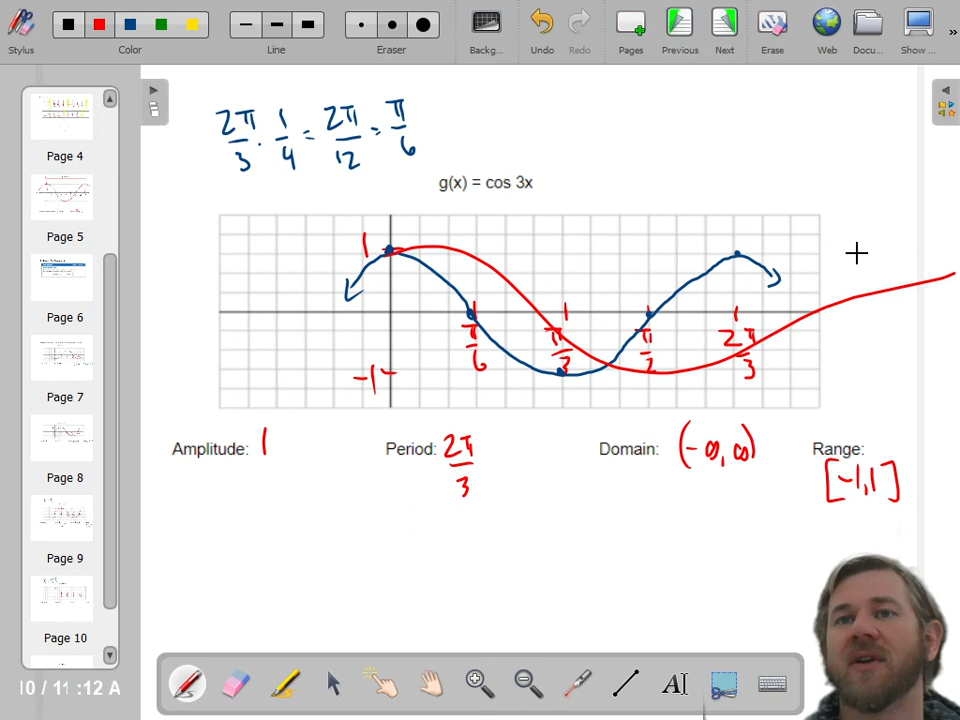 Stylus
Color
Line
Eraser
Backg...
Undo
Redo
Pages
Previous
Next
Erase
Web
Docu...
Show ...
»
Page 4
Page 5
Page 6
Page 7
Page 8
Page 9
Page 10
2π/3 · 1/4 = 2π/12 = π/6
g(x) = cos 3x
1
π/6 π/3 π/2 2π/3
-1
Amplitude: 1 Period: 2π/3 Domain: (-∞, ∞) Range: [-1, 1]
10 / 11 :12 A